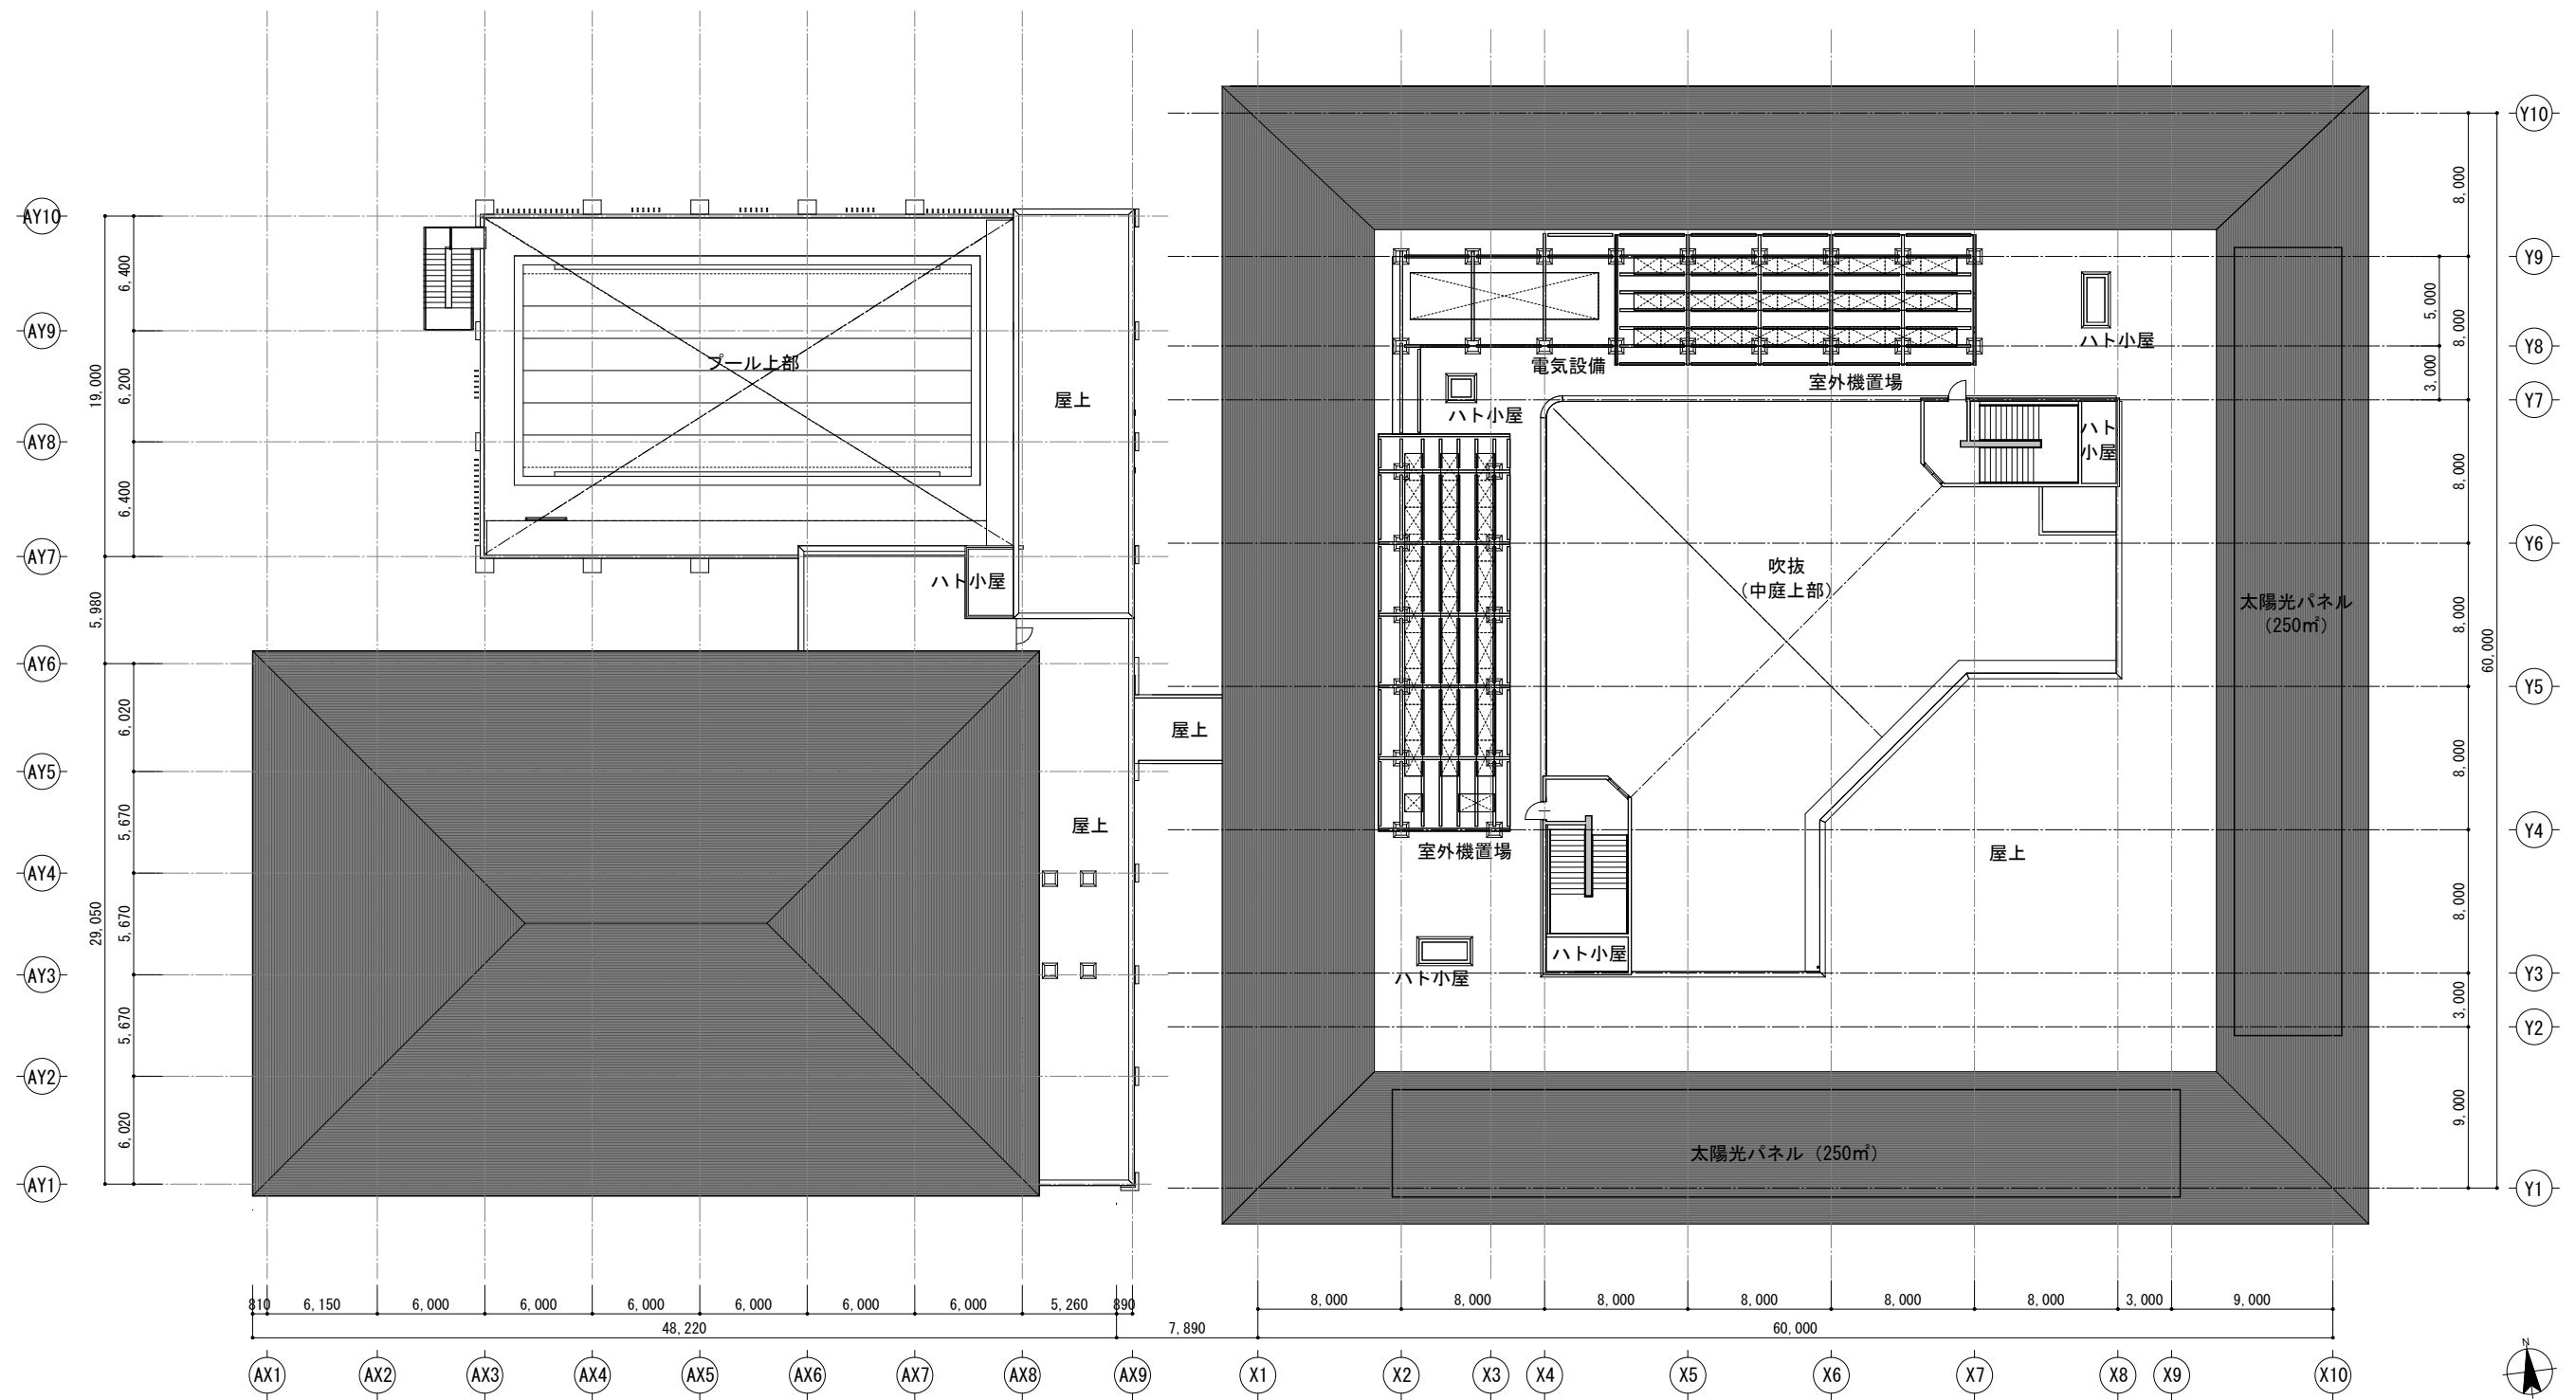 Y10
8,000
AY10
Y9
6,400
5,000
8,000
AY9
ハト小屋
Y8
プール上部
電気設備
19,000
6,200
室外機置場
3,000
屋上
Y7
ハト小屋
ハト
小屋
AY8
8,000
6,400
Y6
AY7
吹抜
（中庭上部）
ハト小屋
太陽光パネル
（250㎡）
5,980
8,000
60,000
AY6
Y5
6,020
屋上
8,000
AY5
屋上
5,670
Y4
室外機置場
屋上
AY4
8,000
29,050
5,670
ハト小屋
AY3
ハト小屋
Y3
3,000
5,670
Y2
AY2
9,000
6,020
太陽光パネル（250㎡）
AY1
Y1
810
6,150
6,000
6,000
6,000
6,000
6,000
6,000
5,260
890
8,000
8,000
8,000
8,000
8,000
8,000
3,000
9,000
48,220
7,890
60,000
N
AX1
AX2
AX3
AX4
AX5
AX6
AX7
AX8
AX9
X1
X2
X3
X4
X5
X6
X7
X8
X9
X10